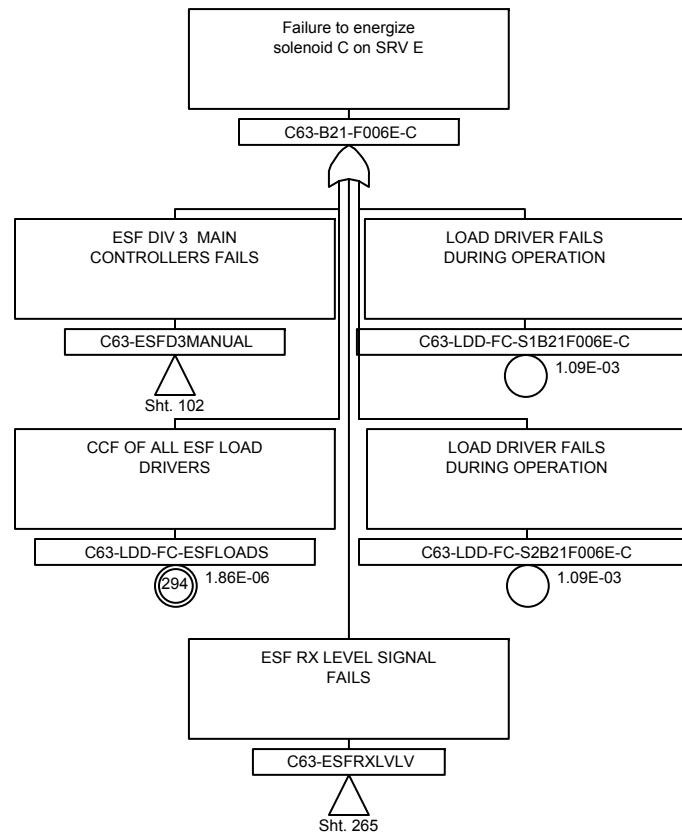 Failure to energize
solenoid C on SRV E
C63-B21-F006E-C
ESF DIV 3 MAIN
CONTROLLERS FAILS
C63-ESFD3MANUAL
Sht. 102
LOAD DRIVER FAILS
DURING OPERATION
C63-LDD-FC-S1B21F006E-C
1.09E-03
CCF OF ALL ESF LOAD
DRIVERS
C63-LDD-FC-ESFLOADS
294
1.86E-06
LOAD DRIVER FAILS
DURING OPERATION
C63-LDD-FC-S2B21F006E-C
1.09E-03
ESF RX LEVEL SIGNAL
FAILS
C63-ESFRXLVLV
Sht. 265